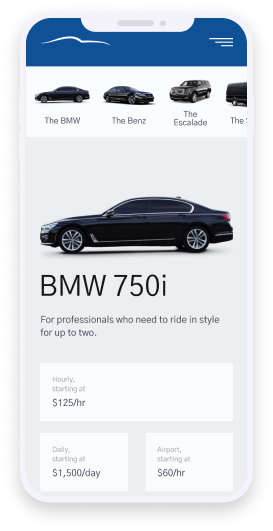 The BMW
The Benz
The
Escalade
The
BMW 750i
For professionals who need to ride in style
for up to two.
Hourly,
starting at
$125/hr
Daily,
starting at
$1,500/day
Airport,
starting at
$60/hr